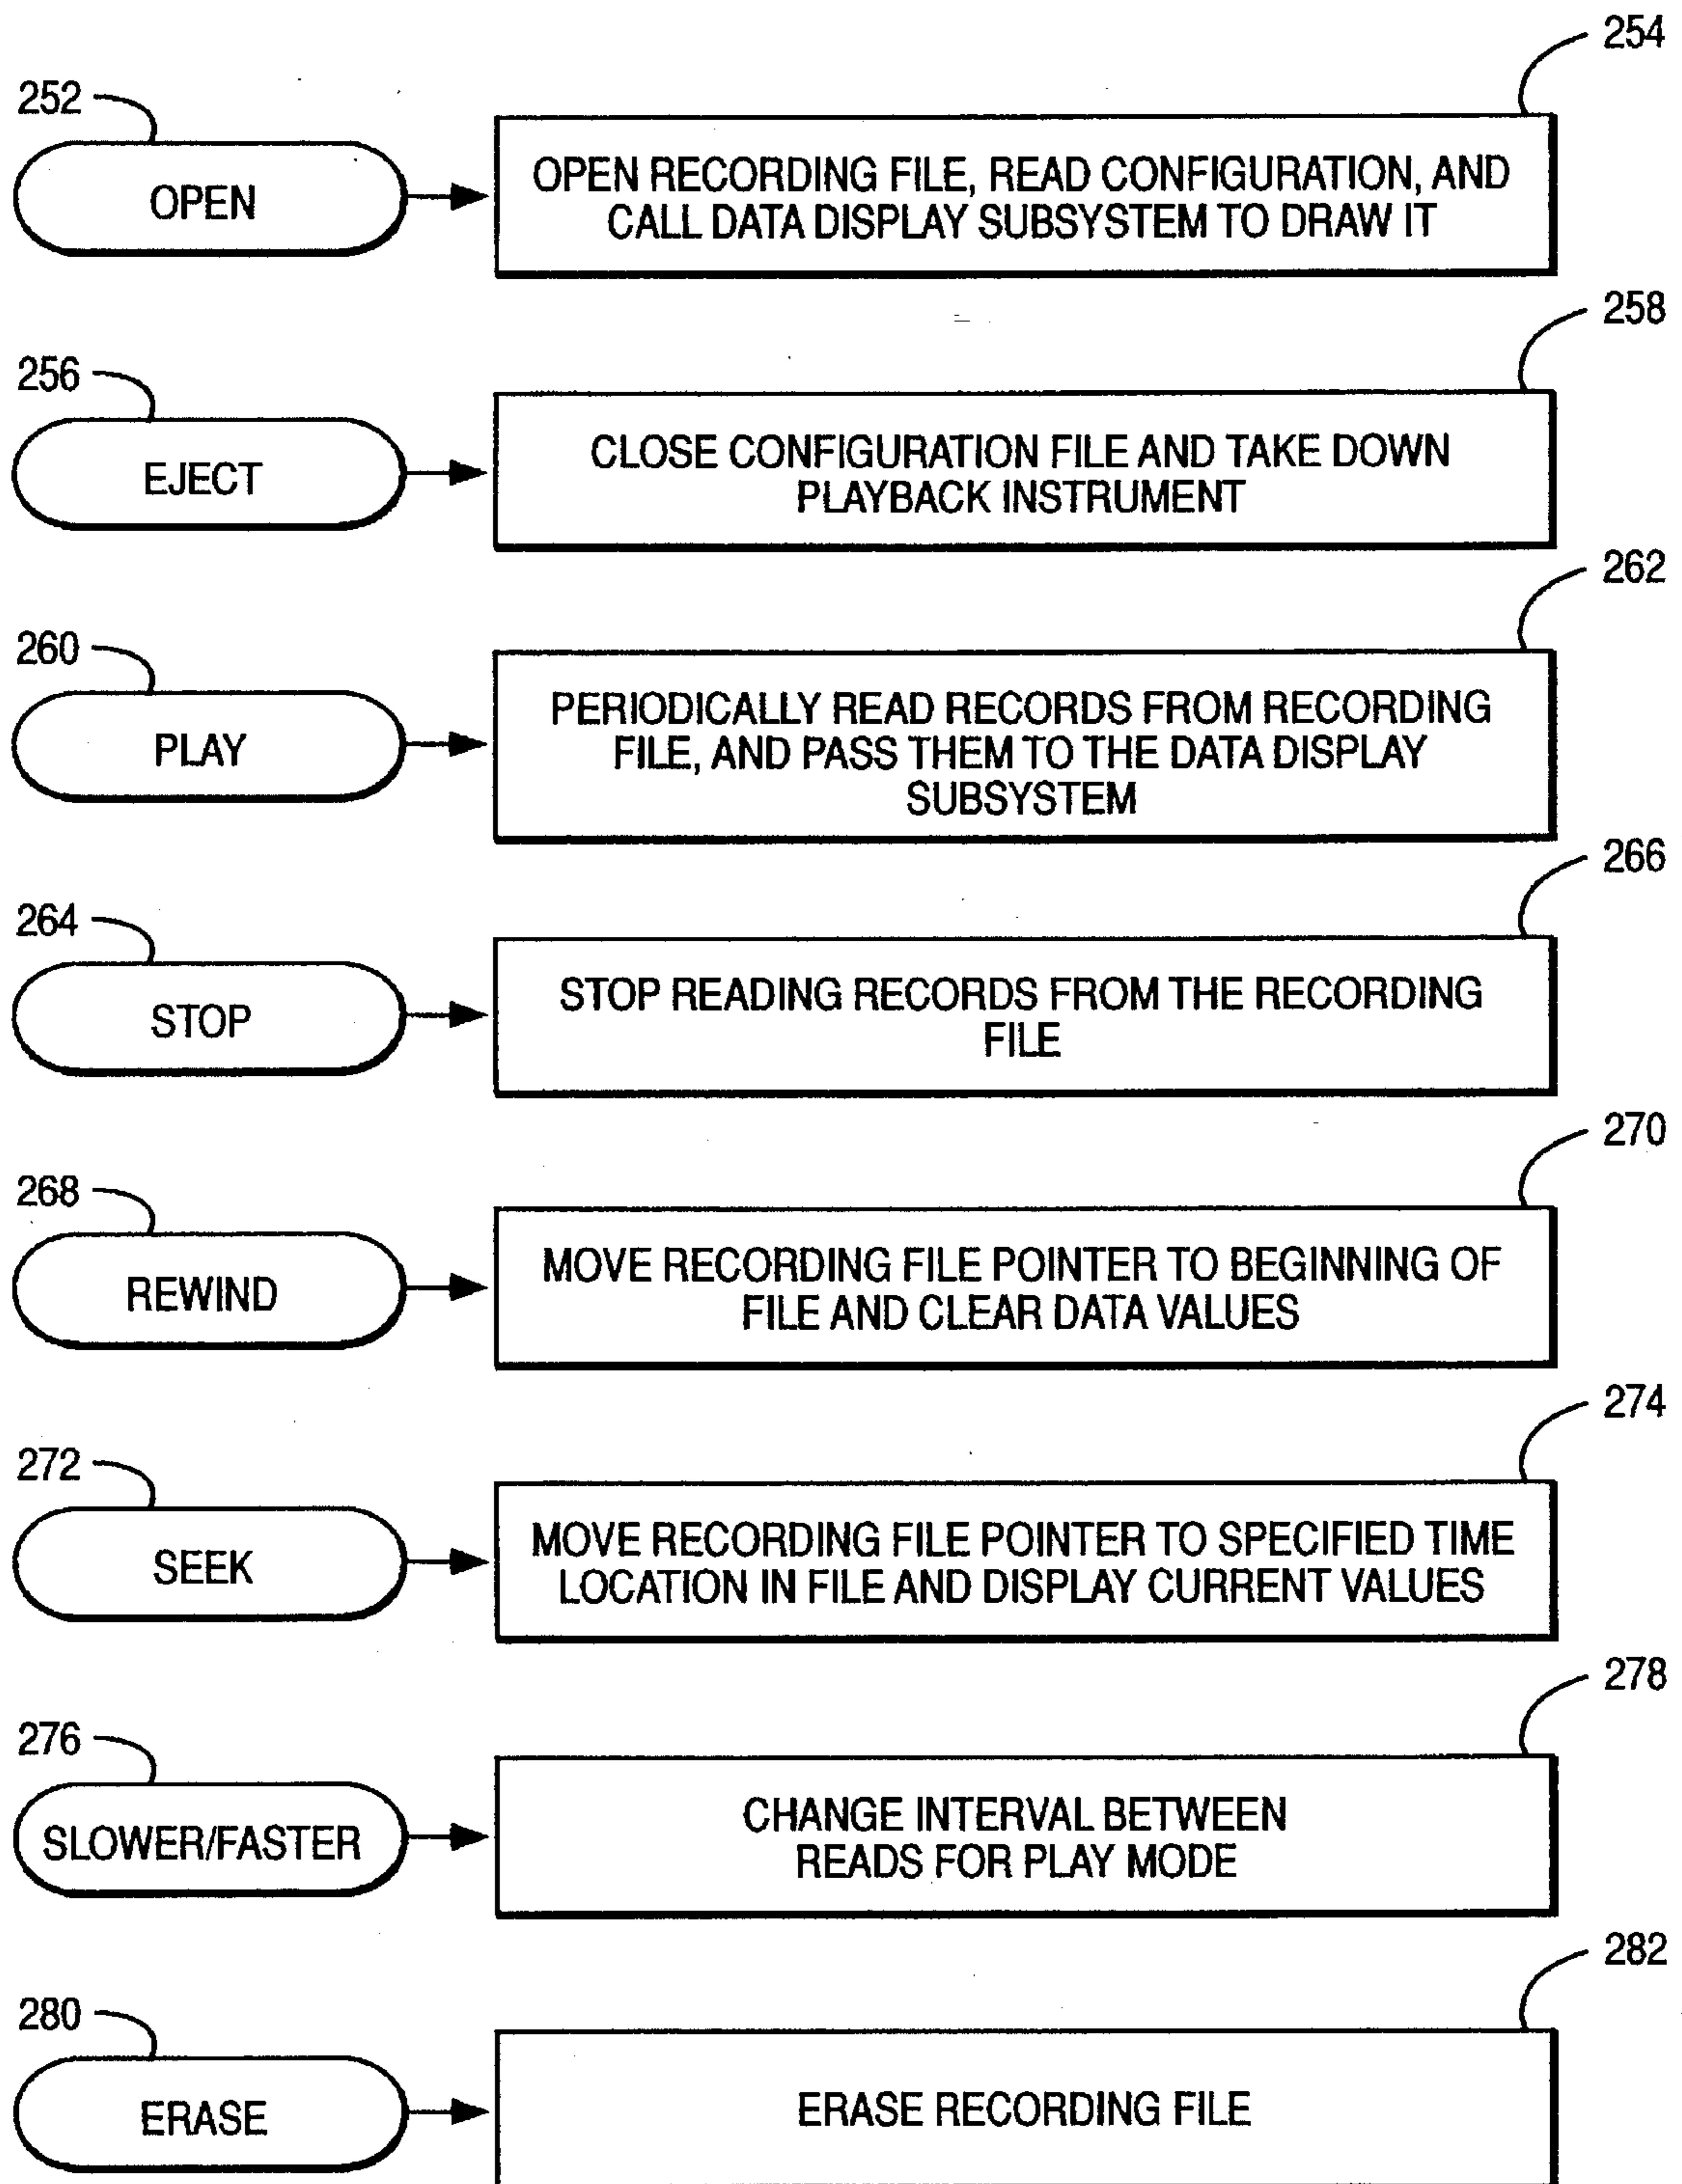 254
252
OPEN
OPEN RECORDING FILE, READ CONFIGURATION, AND
CALL DATA DISPLAY SUBSYSTEM TO DRAW IT
258
256
EJECT
CLOSE CONFIGURATION FILE AND TAKE DOWN
PLAYBACK INSTRUMENT
262
260
PLAY
PERIODICALLY READ RECORDS FROM RECORDING
FILE, AND PASS THEM TO THE DATA DISPLAY
SUBSYSTEM
266
264
STOP
STOP READING RECORDS FROM THE RECORDING
FILE
270
268
REWIND
MOVE RECORDING FILE POINTER TO BEGINNING OF
FILE AND CLEAR DATA VALUES
274
272
SEEK
MOVE RECORDING FILE POINTER TO SPECIFIED TIME
LOCATION IN FILE AND DISPLAY CURRENT VALUES
278
276
SLOWER/FASTER
CHANGE INTERVAL BETWEEN
READS FOR PLAY MODE
282
280
ERASE
ERASE RECORDING FILE